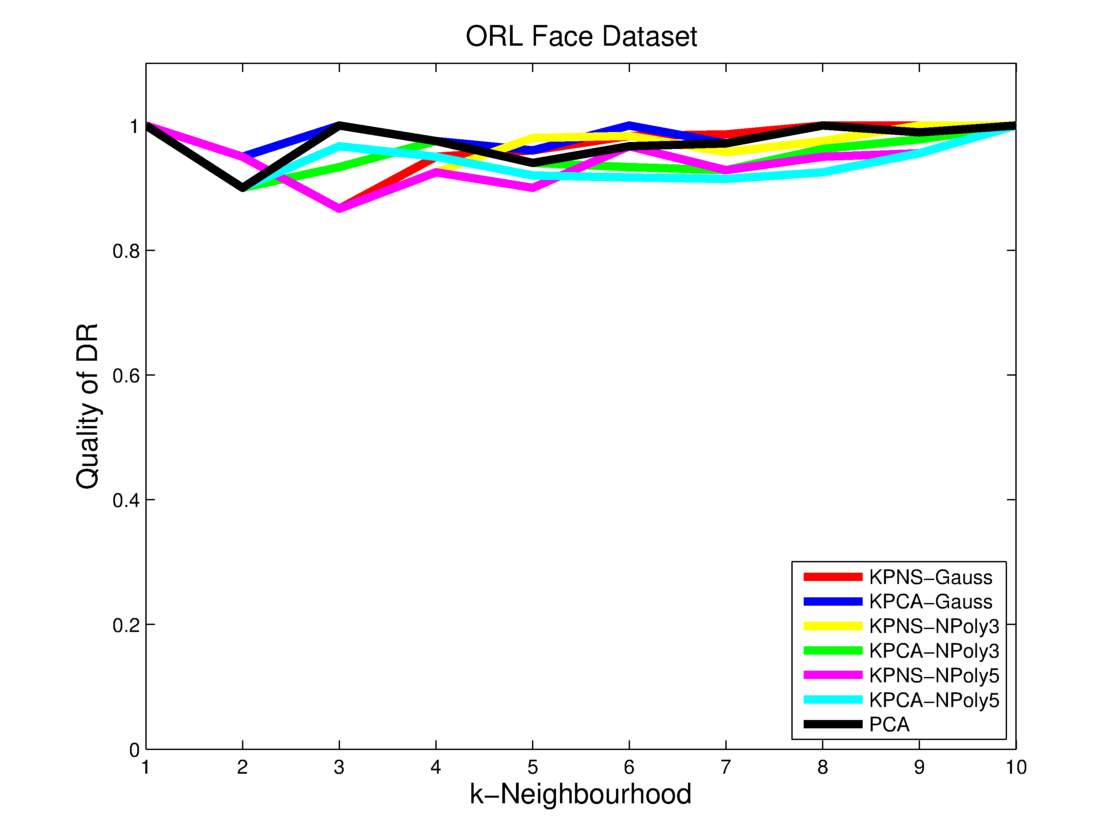 ORL Face Dataset
1
0.8
0.6
0.4
0.2
0
Quality of DR
1 2 3 4 5 6 7 8 9 10
k−Neighbourhood
KPNS−Gauss
KPCA−Gauss
KPNS−NPoly3
KPCA−NPoly3
KPNS−NPoly5
KPCA−NPoly5
PCA